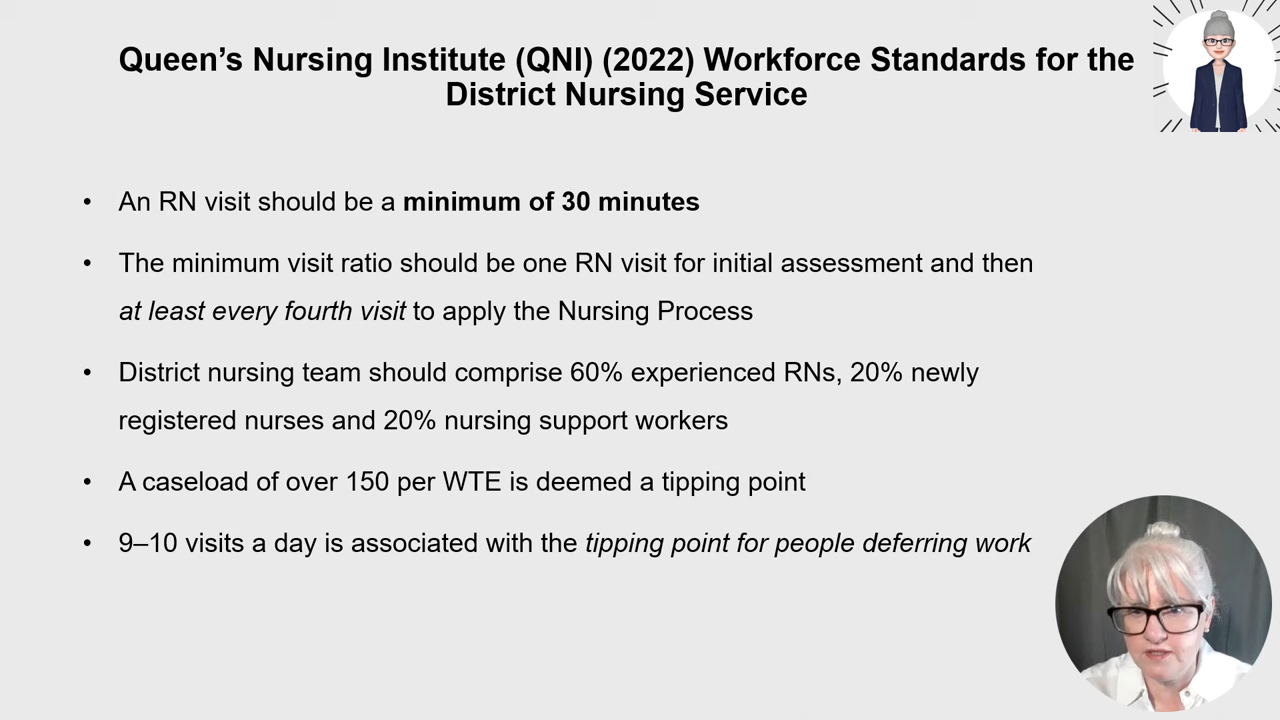 Queen’s Nursing Institute (QNI) (2022) Workforce Standards for the
District Nursing Service
• An RN visit should be a minimum of 30 minutes
• The minimum visit ratio should be one RN visit for initial assessment and then
at least every fourth visit to apply the Nursing Process
• District nursing team should comprise 60% experienced RNs, 20% newly
registered nurses and 20% nursing support workers
• A caseload of over 150 per WTE is deemed a tipping point
• 9–10 visits a day is associated with the tipping point for people deferring work